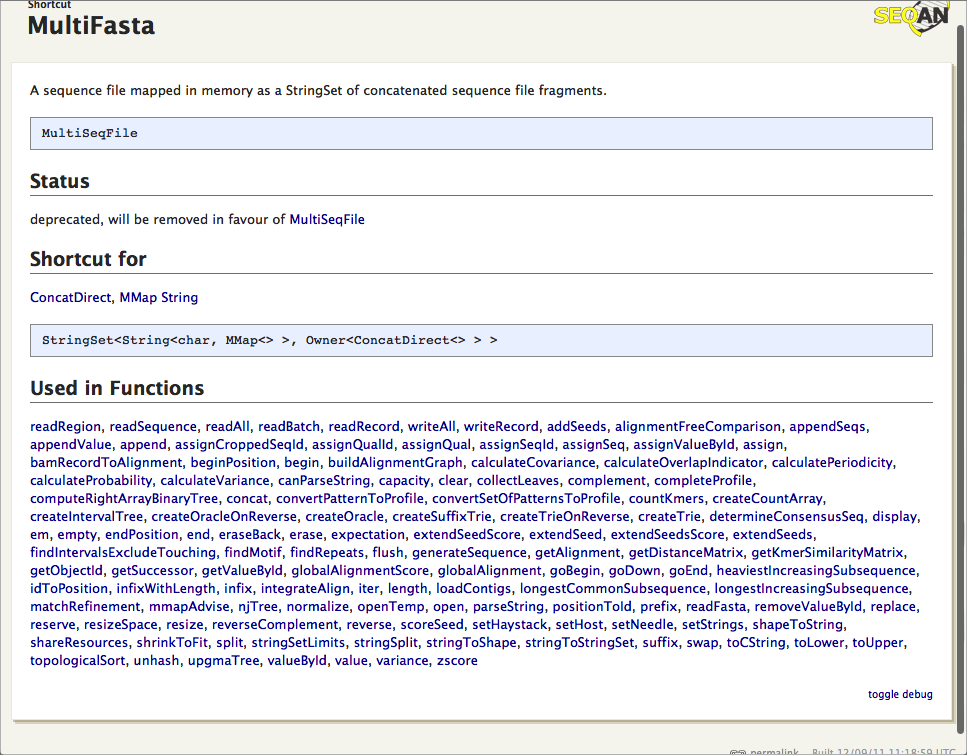 Shortcut
MultiFasta
SEQAN
A sequence file mapped in memory as a StringSet of concatenated sequence file fragments.
MultiSeqFile
Status
deprecated, will be removed in favour of MultiSeqFile
Shortcut for
ConcatDirect, MMap String
StringSet<String<char, MMap<> >, Owner<ConcatDirect<> > >
Used in Functions
readRegion, readSequence, readAll, readBatch, readRecord, writeAll, writeRecord, addSeeds, alignmentFreeComparison, appendSeqs,
appendValue, append, assignCroppedSeqId, assignQualId, assignQual, assignSeqId, assignSeq, assignValueById, assign,
bamRecordToAlignment, beginPosition, begin, buildAlignmentGraph, calculateCovariance, calculateOverlapIndicator, calculatePeriodicity,
calculateProbability, calculateVariance, canParseString, capacity, clear, collectLeaves, complement, completeProfile,
computeRightArrayBinaryTree, concat, convertPatternToProfile, convertSetOfPatternsToProfile, countKmers, createCountArray,
createIntervalTree, createOracleOnReverse, createOracle, createSuffixTrie, createTrieOnReverse, createTrie, determineConsensusSeq, display,
em, empty, endPosition, end, eraseBack, erase, expectation, extendSeedScore, extendSeed, extendSeedsScore, extendSeeds,
findIntervalsExcludeTouching, findMotif, findRepeats, flush, generateSequence, getAlignment, getDistanceMatrix, getKmerSimilarityMatrix,
getObjectId, getSuccessor, getValueById, globalAlignmentScore, globalAlignment, goBegin, goDown, goEnd, heaviestIncreasingSubsequence,
idToPosition, infixWithLength, infix, integrateAlign, iter, length, loadContigs, longestCommonSubsequence, longestIncreasingSubsequence,
matchRefinement, mmapAdvise, njTree, normalize, openTemp, open, parseString, positionToId, prefix, readFasta, removeValueById, replace,
reserve, resizeSpace, resize, reverseComplement, reverse, scoreSeed, setHaystack, setHost, setNeedle, setStrings, shapeToString,
shareResources, shrinkToFit, split, stringSetLimits, stringSplit, stringToShape, stringToStringSet, suffix, swap, toCString, toLower, toUpper,
topologicalSort, unhash, upgmaTree, valueById, value, variance, zscore
toggle debug
permalink Built 12/09/11 11:18:59 UTC